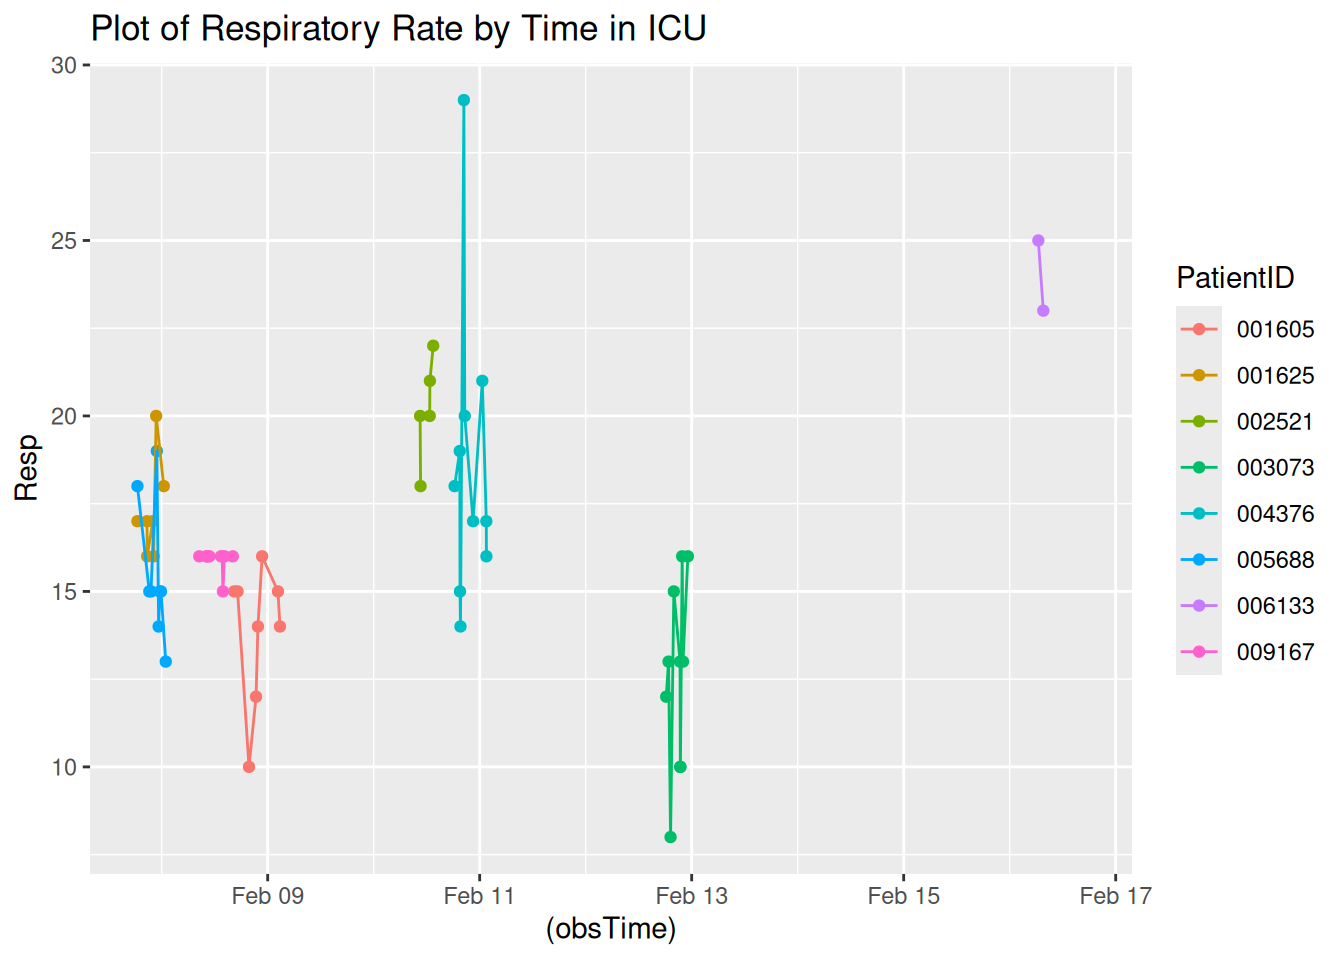 Plot of Respiratory Rate by Time in ICU
30
25
20
15
10
Resp
Feb 09
Feb 11
Feb 13
Feb 15
Feb 17
(obsTime)
PatientID
001605
001625
002521
003073
004376
005688
006133
009167